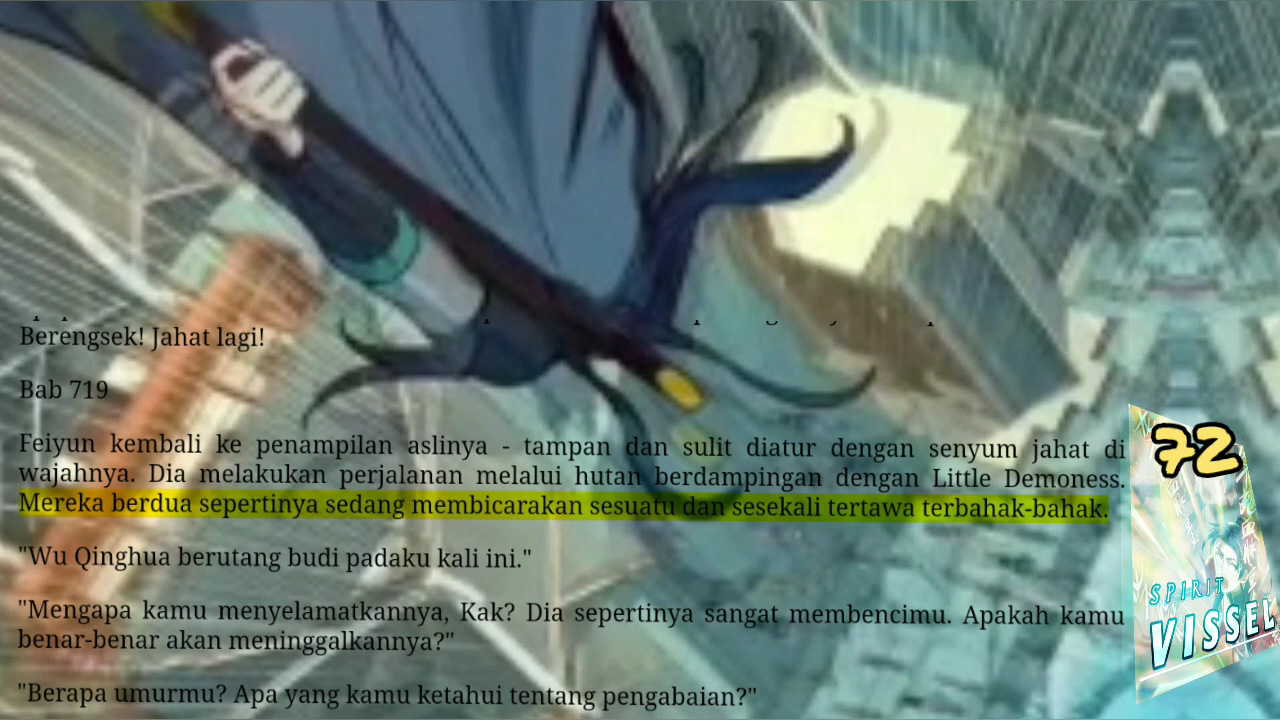 Berengsek! Jahat lagi!
Bab 719
Feiyun kembali ke penampilan aslinya - tampan dan sulit diatur dengan senyum jahat di
wajahnya. Dia melakukan perjalanan melalui hutan berdampingan dengan Little Demoness.
Mereka berdua sepertinya sedang membicarakan sesuatu dan sesekali tertawa terbahak-bahak.
"Wu Qinghua berutang budi padaku kali ini."
"Mengapa kamu menyelamatkannya, Kak? Dia sepertinya sangat membencimu. Apakah kamu
benar-benar akan meninggalkannya?"
"Berapa umurmu? Apa yang kamu ketahui tentang pengabaian?"
72
SPIRIT
VISSEL